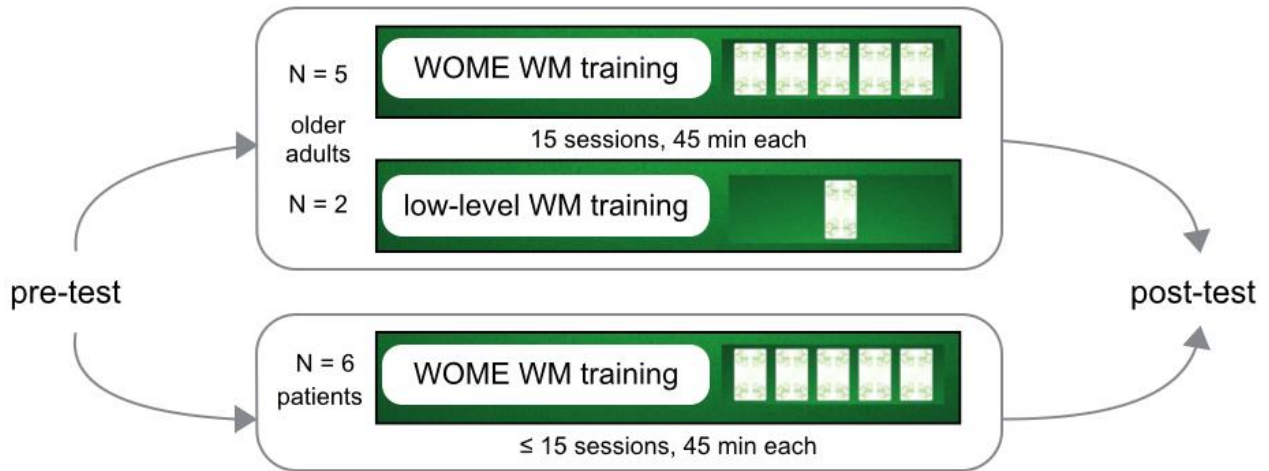 N = 5
WOME WM training
older
adults
15 sessions, 45 min each
N = 2
low-level WM training
pre-test
post-test
N = 6
patients
WOME WM training
≤ 15 sessions, 45 min each